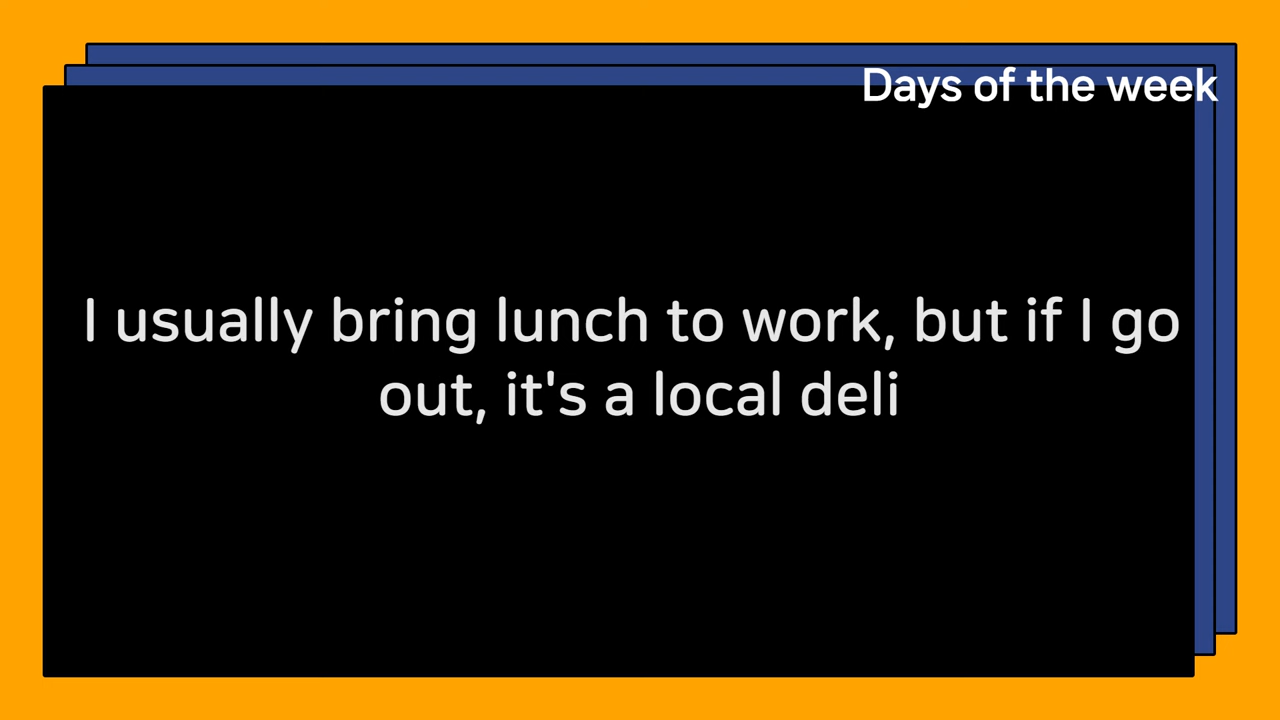 Days of the week
I usually bring lunch to work, but if I go
out, it's a local deli